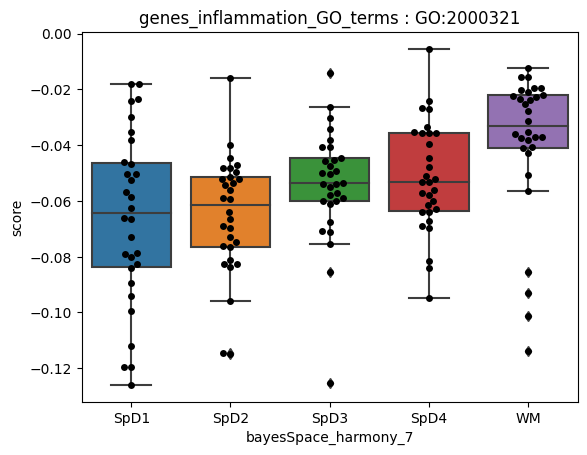 genes_inflammation_GO_terms : GO:2000321
0.00
−0.02
−0.04
−0.06
−0.08
−0.10
−0.12
score
SpD1 SpD2 SpD3 SpD4 WM
bayesSpace_harmony_7